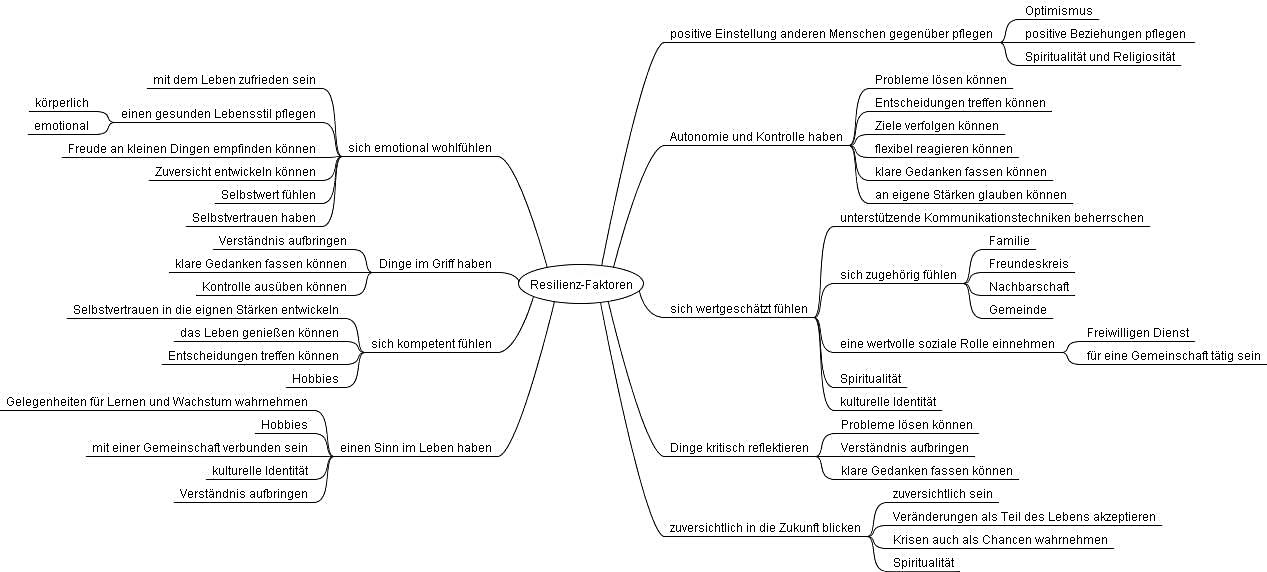 Resilienz-Faktoren
positive Einstellung anderen Menschen gegenüber pflegen
Optimismus
positive Beziehungen pflegen
Spiritualität und Religiosität
Autonomie und Kontrolle haben
Probleme lösen können
Entscheidungen treffen können
Ziele verfolgen können
flexibel reagieren können
klare Gedanken fassen können
an eigene Stärken glauben können
sich wertgeschätzt fühlen
unterstützende Kommunikationstechniken beherrschen
sich zugehörig fühlen
Familie
Freundeskreis
Nachbarschaft
Gemeinde
eine wertvolle soziale Rolle einnehmen
Freiwilligen Dienst
für eine Gemeinschaft tätig sein
Spiritualität
kulturelle Identität
Dinge kritisch reflektieren
Probleme lösen können
Verständnis aufbringen
klare Gedanken fassen können
zuversichtlich in die Zukunft blicken
zuversichtlich sein
Veränderungen als Teil des Lebens akzeptieren
Krisen auch als Chancen wahrnehmen
Spiritualität
sich emotional wohlfühlen
mit dem Leben zufrieden sein
einen gesunden Lebensstil pflegen
körperlich
emotional
Freude an kleinen Dingen empfinden können
Zuversicht entwickeln können
Selbstwert fühlen
Selbstvertrauen haben
Dinge im Griff haben
Verständnis aufbringen
klare Gedanken fassen können
Kontrolle ausüben können
sich kompetent fühlen
Selbstvertrauen in die eignen Stärken entwickeln
das Leben genießen können
Entscheidungen treffen können
Hobbies
einen Sinn im Leben haben
Gelegenheiten für Lernen und Wachstum wahrnehmen
Hobbies
mit einer Gemeinschaft verbunden sein
kulturelle Identität
Verständnis aufbringen